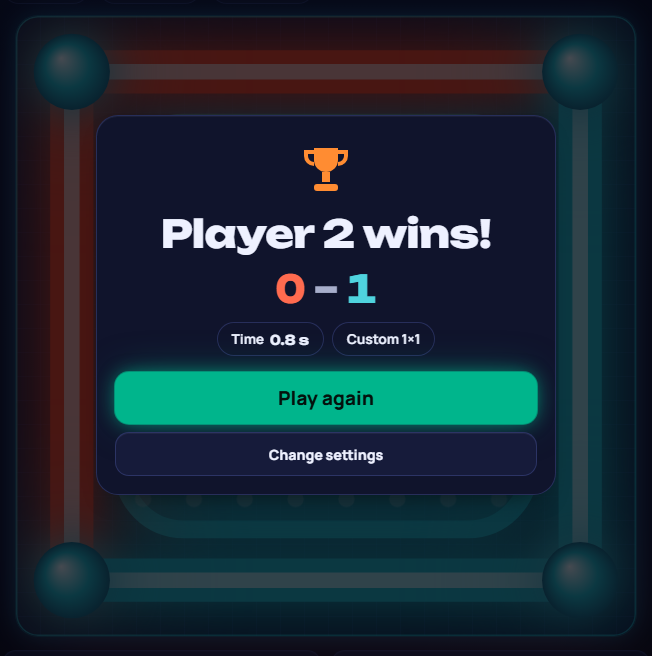 Player 2 wins!
0 – 1
Time 0.8 s Custom 1×1
Play again
Change settings